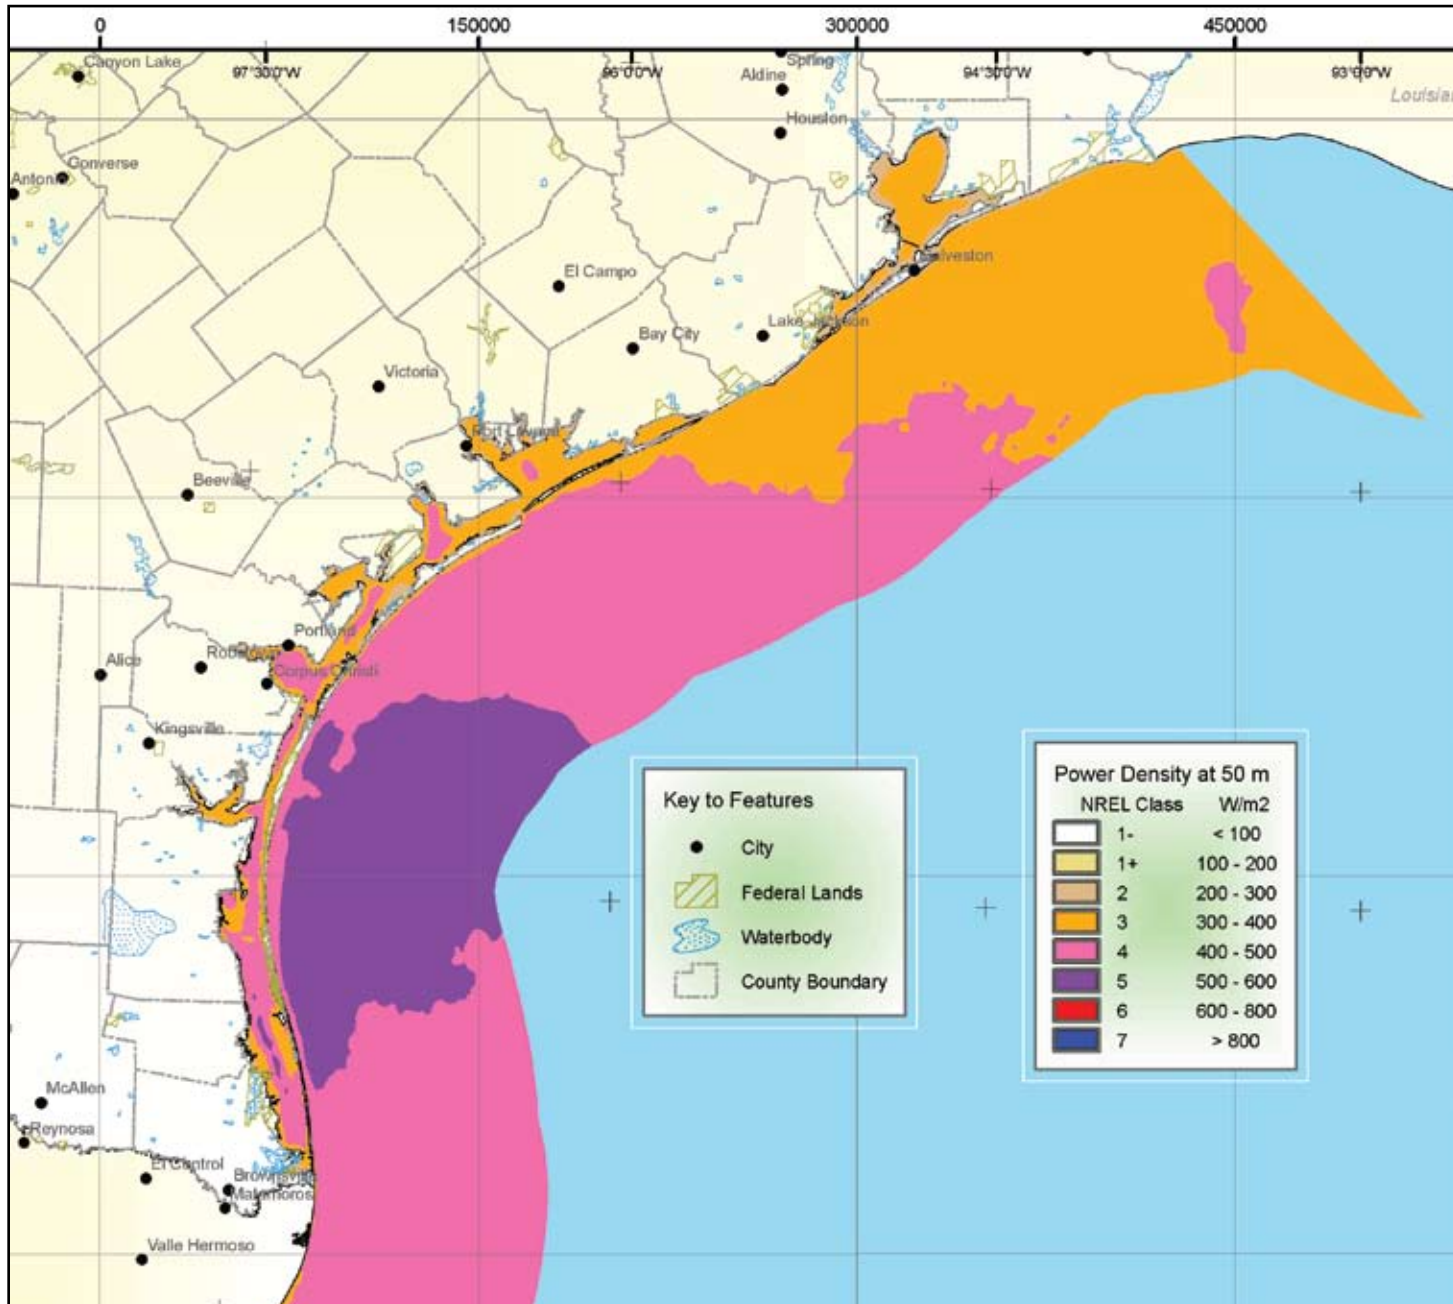 0 150000 300000 450000
97°30'0"W 96°0'0"W 94°30'0"W 93°0'0"W
Canyon Lake
Spring
Aldine
Louisian
Houston
Converse
Antonio
Galveston
El Campo
Lake Jackson
Bay City
Victoria
Port Lavaca
Beeville
Portland
Alice
Corpus Christi
Kingsville
Key to Features
City
Federal Lands
Waterbody
County Boundary
Power Density at 50 m
NREL Class W/m2
1- < 100
1+ 100 - 200
2 200 - 300
3 300 - 400
4 400 - 500
5 500 - 600
6 600 - 800
7 > 800
McAllen
Reynosa
El Control
Brownsville
Matamoros
Valle Hermoso